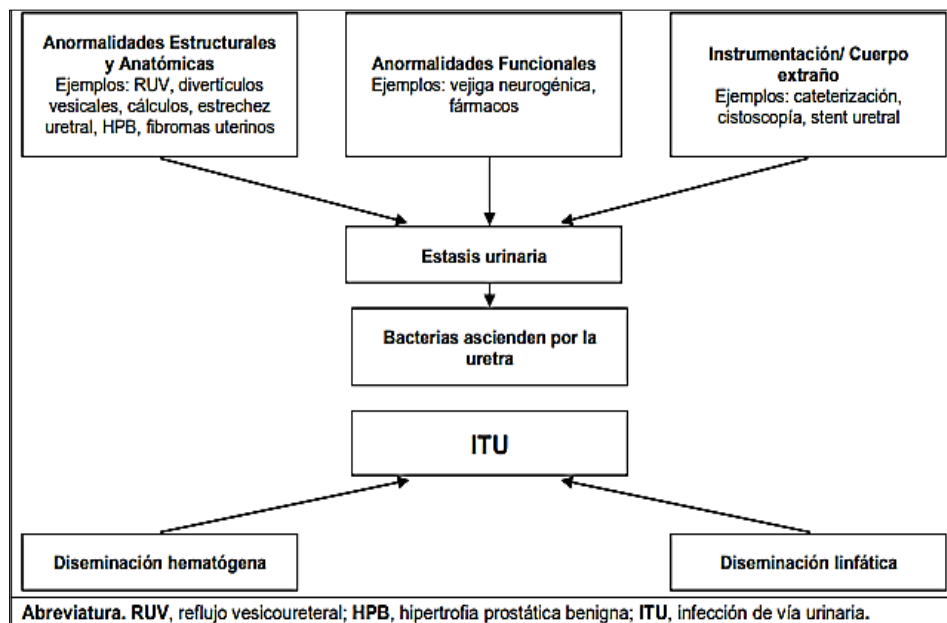 Anormalidades Estructurales
y Anatómicas
Ejemplos: RUV, divertículos
vesicales, cálculos, estrechez
uretral, HPB, fibromas uterinos
Anormalidades Funcionales
Ejemplos: vejiga neurogénica,
fármacos
Instrumentación/ Cuerpo
extraño
Ejemplos: cateterización,
cistoscopía, stent uretral
Estasis urinaria
Bacterias ascienden por la
uretra
ITU
Diseminación hematógena
Diseminación linfática
Abreviatura. RUV, reflujo vesicoureteral; HPB, hipertrofia prostática benigna; ITU, infección de vía urinaria.